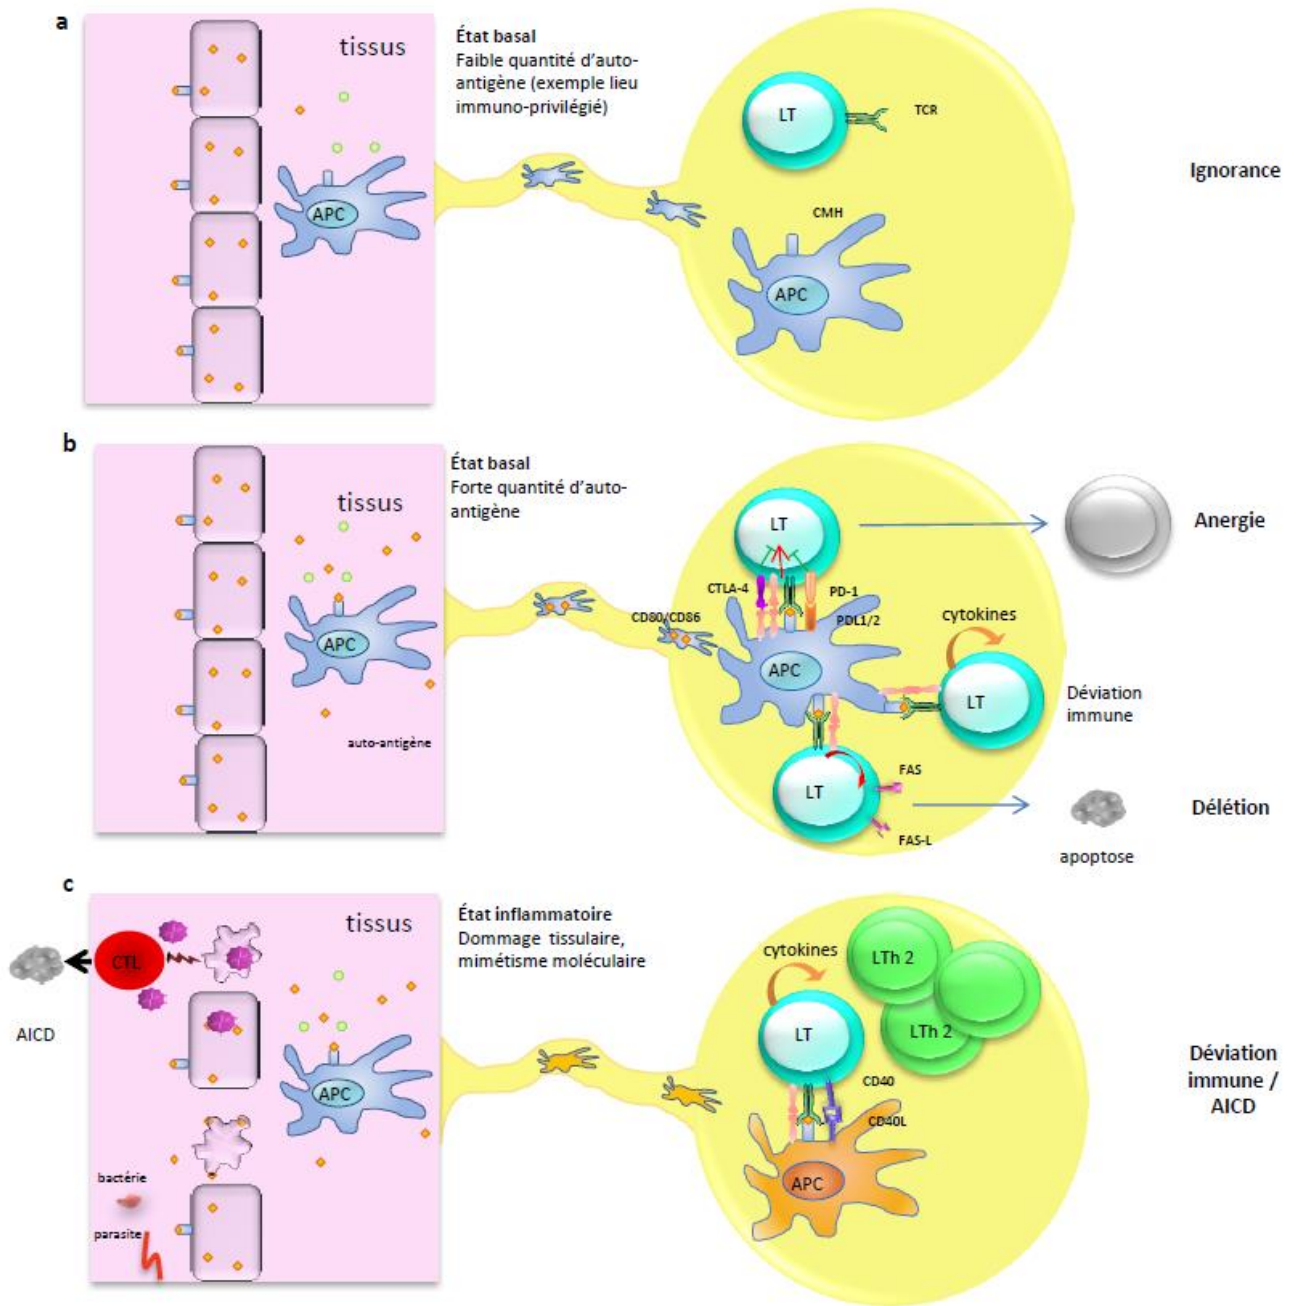 a
tissus
APC
État basal
Faible quantité d’auto-
antigène (exemple lieu
immuno-privilégié)
LT
TCR
CMH
APC
Ignorance
b
tissus
APC
auto-antigène
État basal
Forte quantité d’auto-
antigène
LT
CTLA-4
PD-1
CD80/CD86
PDL1/2
APC
cytokines
LT
LT
FAS
FAS-L
Anergie
Déviation
immune
Délétion
apoptose
c
tissus
CTL
AICD
APC
bactérie
parasite
État inflammatoire
Dommage tissulaire,
mimétisme moléculaire
cytokines
LTh 2
LTh 2
LT
CD40
CD40L
APC
Déviation
immune /
AICD